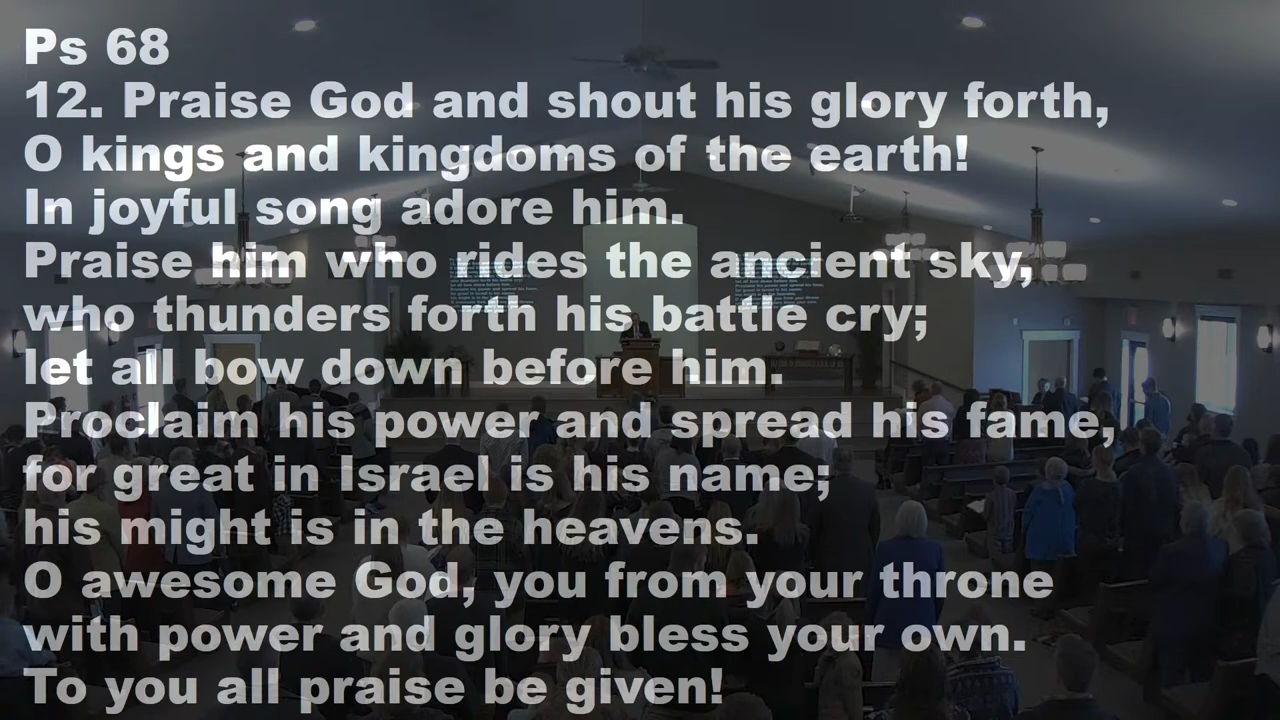 Ps 68
12. Praise God and shout his glory forth,
O kings and kingdoms of the earth!
In joyful song adore him.
Praise him who rides the ancient sky,
who thunders forth his battle cry;
let all bow down before him.
Proclaim his power and spread his fame,
for great in Israel is his name;
his might is in the heavens.
O awesome God, you from your throne
with power and glory bless your own.
To you all praise be given!